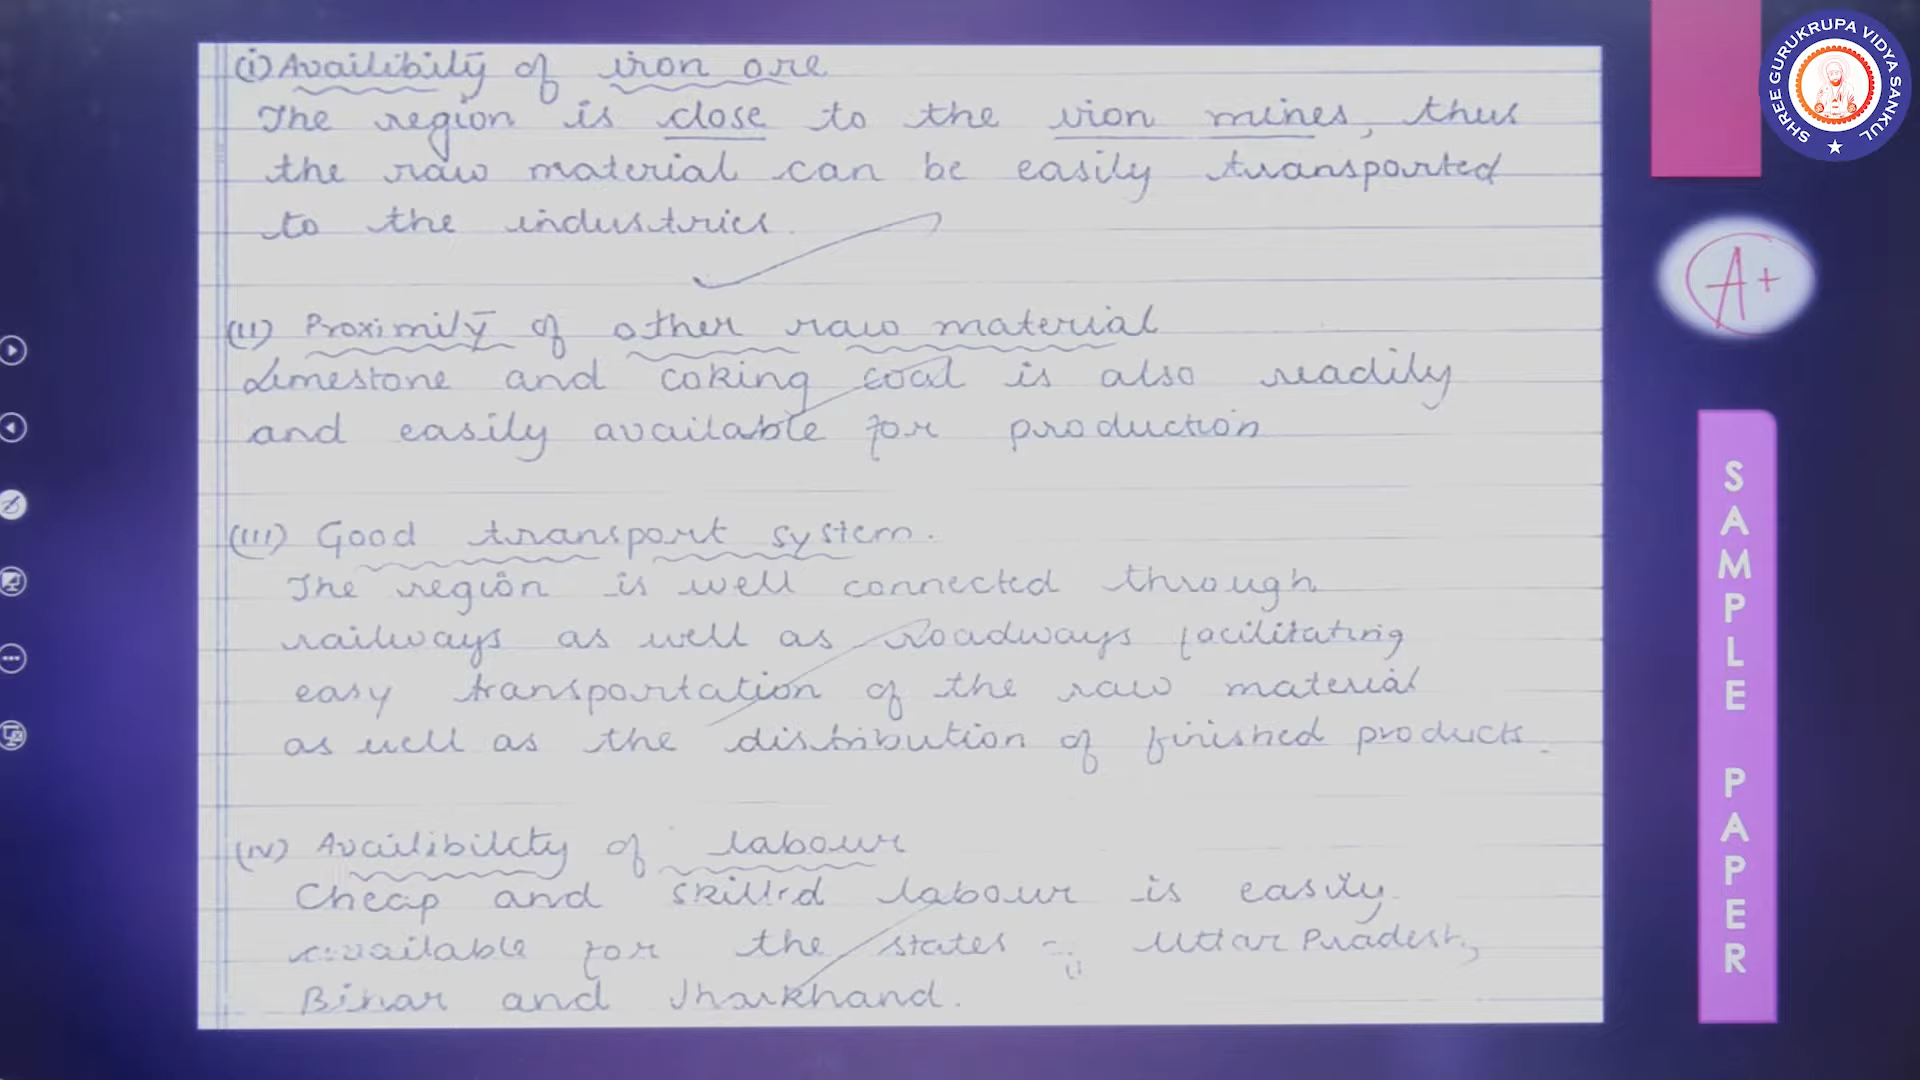 (i) Availibity of iron ore
The region is close to the iron mines, thus
the raw material can be easily transported
to the industries.
(ii) Proximity of other raw material
Limestone and coking coal is also readily
and easily available for production
(iii) Good transport system.
The region is well connected through
railways as well as roadways facilitating
easy transportation of the raw material
as well as the distribution of finished products.
(iv) Availibilcty of labour
Cheap and skilled labour is easily
available for the states of Uttar Pradesh,
Bihar and Jharkhand.
SHREE GURUKRUPA VIDYA SANKUL
A+
SAMPLE PAPER